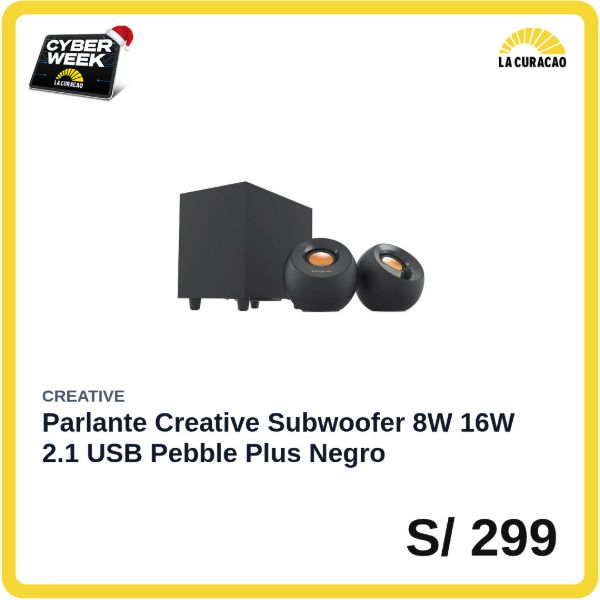 CYBER
WEEK
LA CURACAO
LA CURACAO
CREATIVE
Parlante Creative Subwoofer 8W 16W
2.1 USB Pebble Plus Negro
S/ 299